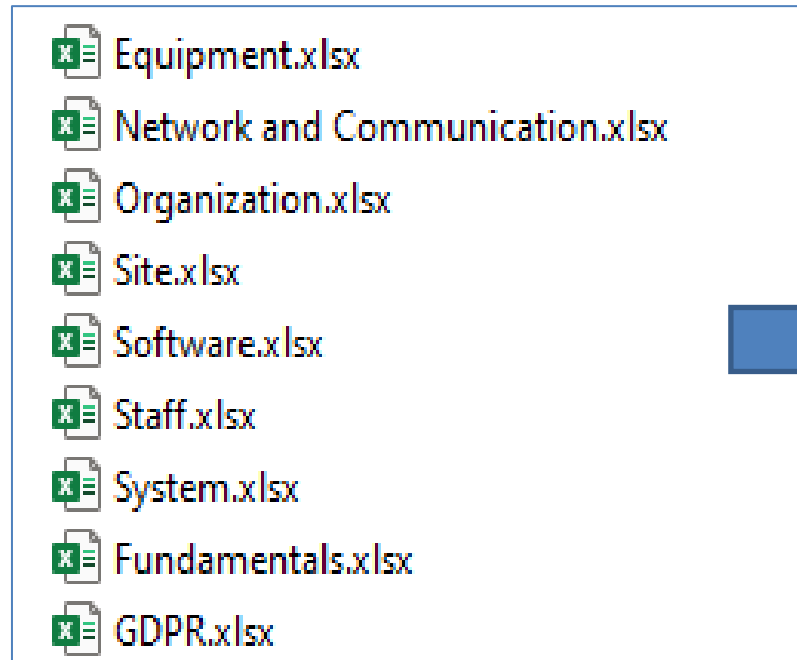 Equipment.xlsx
Network and Communication.xlsx
Organization.xlsx
Site.xlsx
Software.xlsx
Staff.xlsx
System.xlsx
Fundamentals.xlsx
GDPR.xlsx